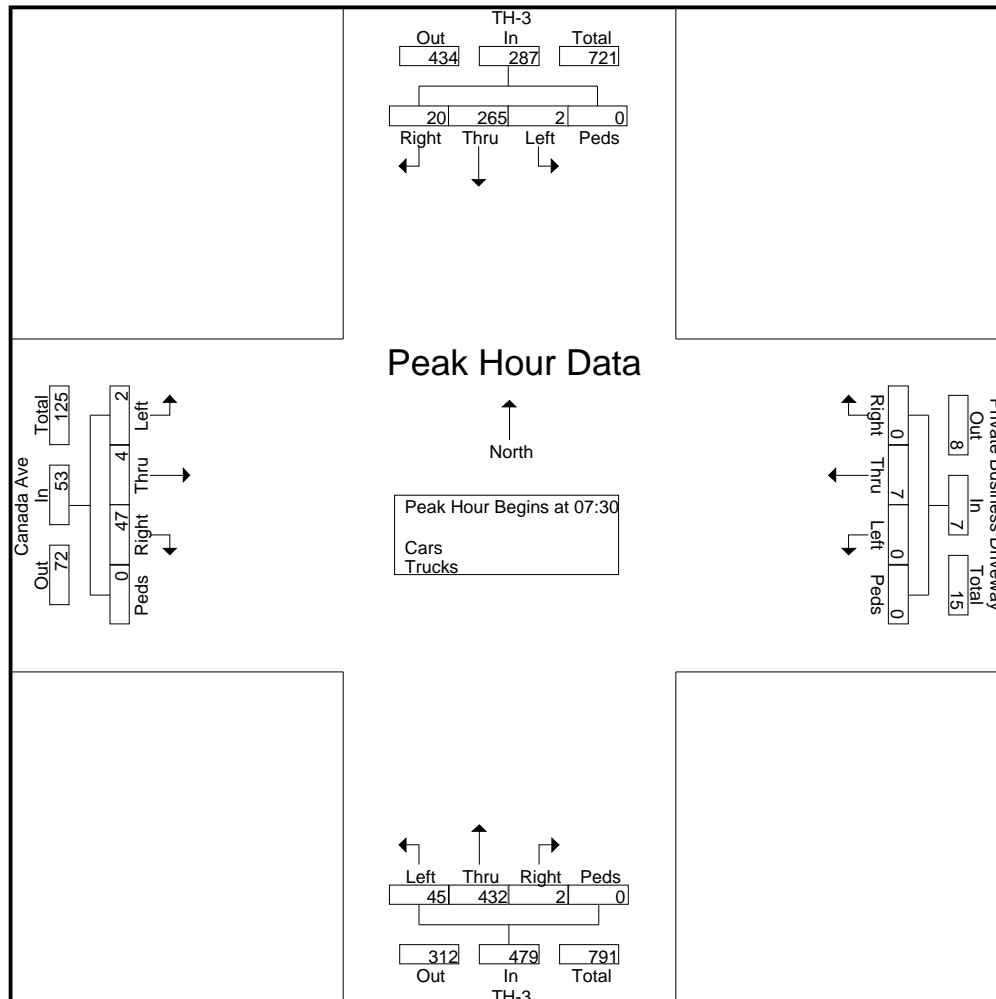 TH-3
Out In Total
434 287 721
20 265 2 0
Right Thru Left Peds
Peak Hour Data
North
Peak Hour Begins at 07:30
Cars
Trucks
Canada Ave
Out In Total
72 53 125
2 4 47 0
Left Thru Right Peds
Private Business Driveway
Out In Total
8 7 15
0 7 0 0
Right Thru Left Peds
Left Thru Right Peds
45 432 2 0
312 479 791
Out In Total
TH-3